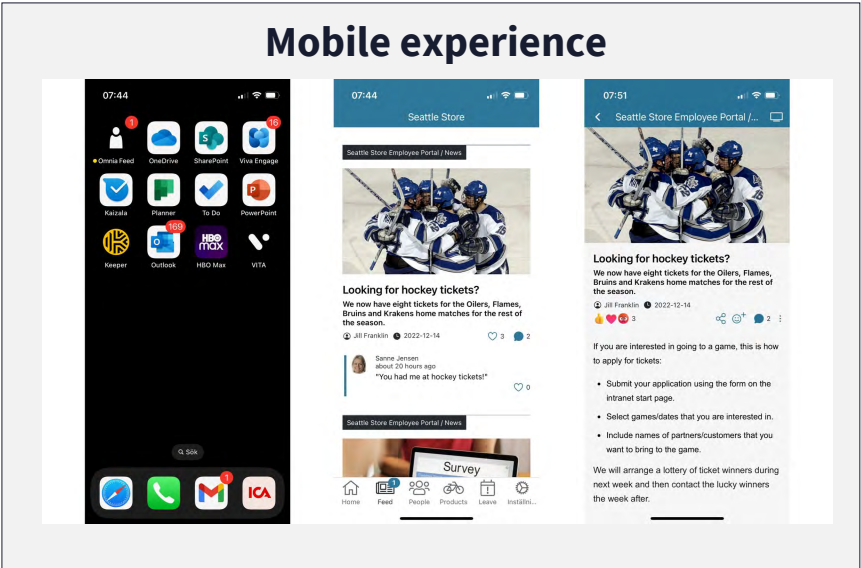 Mobile experience
07:44
1
16
Omnia Feed
OneDrive
SharePoint
Viva Engage
Kaizala
Planner
To Do
PowerPoint
169
HBO
max
Keeper
Outlook
HBO Max
VITA
Sök
1
ICA
07:44
Seattle Store
Seattle Store Employee Portal / News
Looking for hockey tickets?
We now have eight tickets for the Oilers, Flames,
Bruins and Krakens home matches for the rest of
the season.
Jill Franklin 2022-12-14
3 2
Sanne Jensen
about 20 hours ago
"You had me at hockey tickets!"
0
Seattle Store Employee Portal / News
Survey
1
Home Feed People Products Leave Inställni...
07:51
Seattle Store Employee Portal /...
Looking for hockey tickets?
We now have eight tickets for the Oilers, Flames,
Bruins and Krakens home matches for the rest of
the season.
Jill Franklin 2022-12-14
3 2
If you are interested in going to a game, this is how
to apply for tickets:
• Submit your application using the form on the
intranet start page.
• Select games/dates that you are interested in.
• Include names of partners/customers that you
want to bring to the game.
We will arrange a lottery of ticket winners during
next week and then contact the lucky winners
the week after.